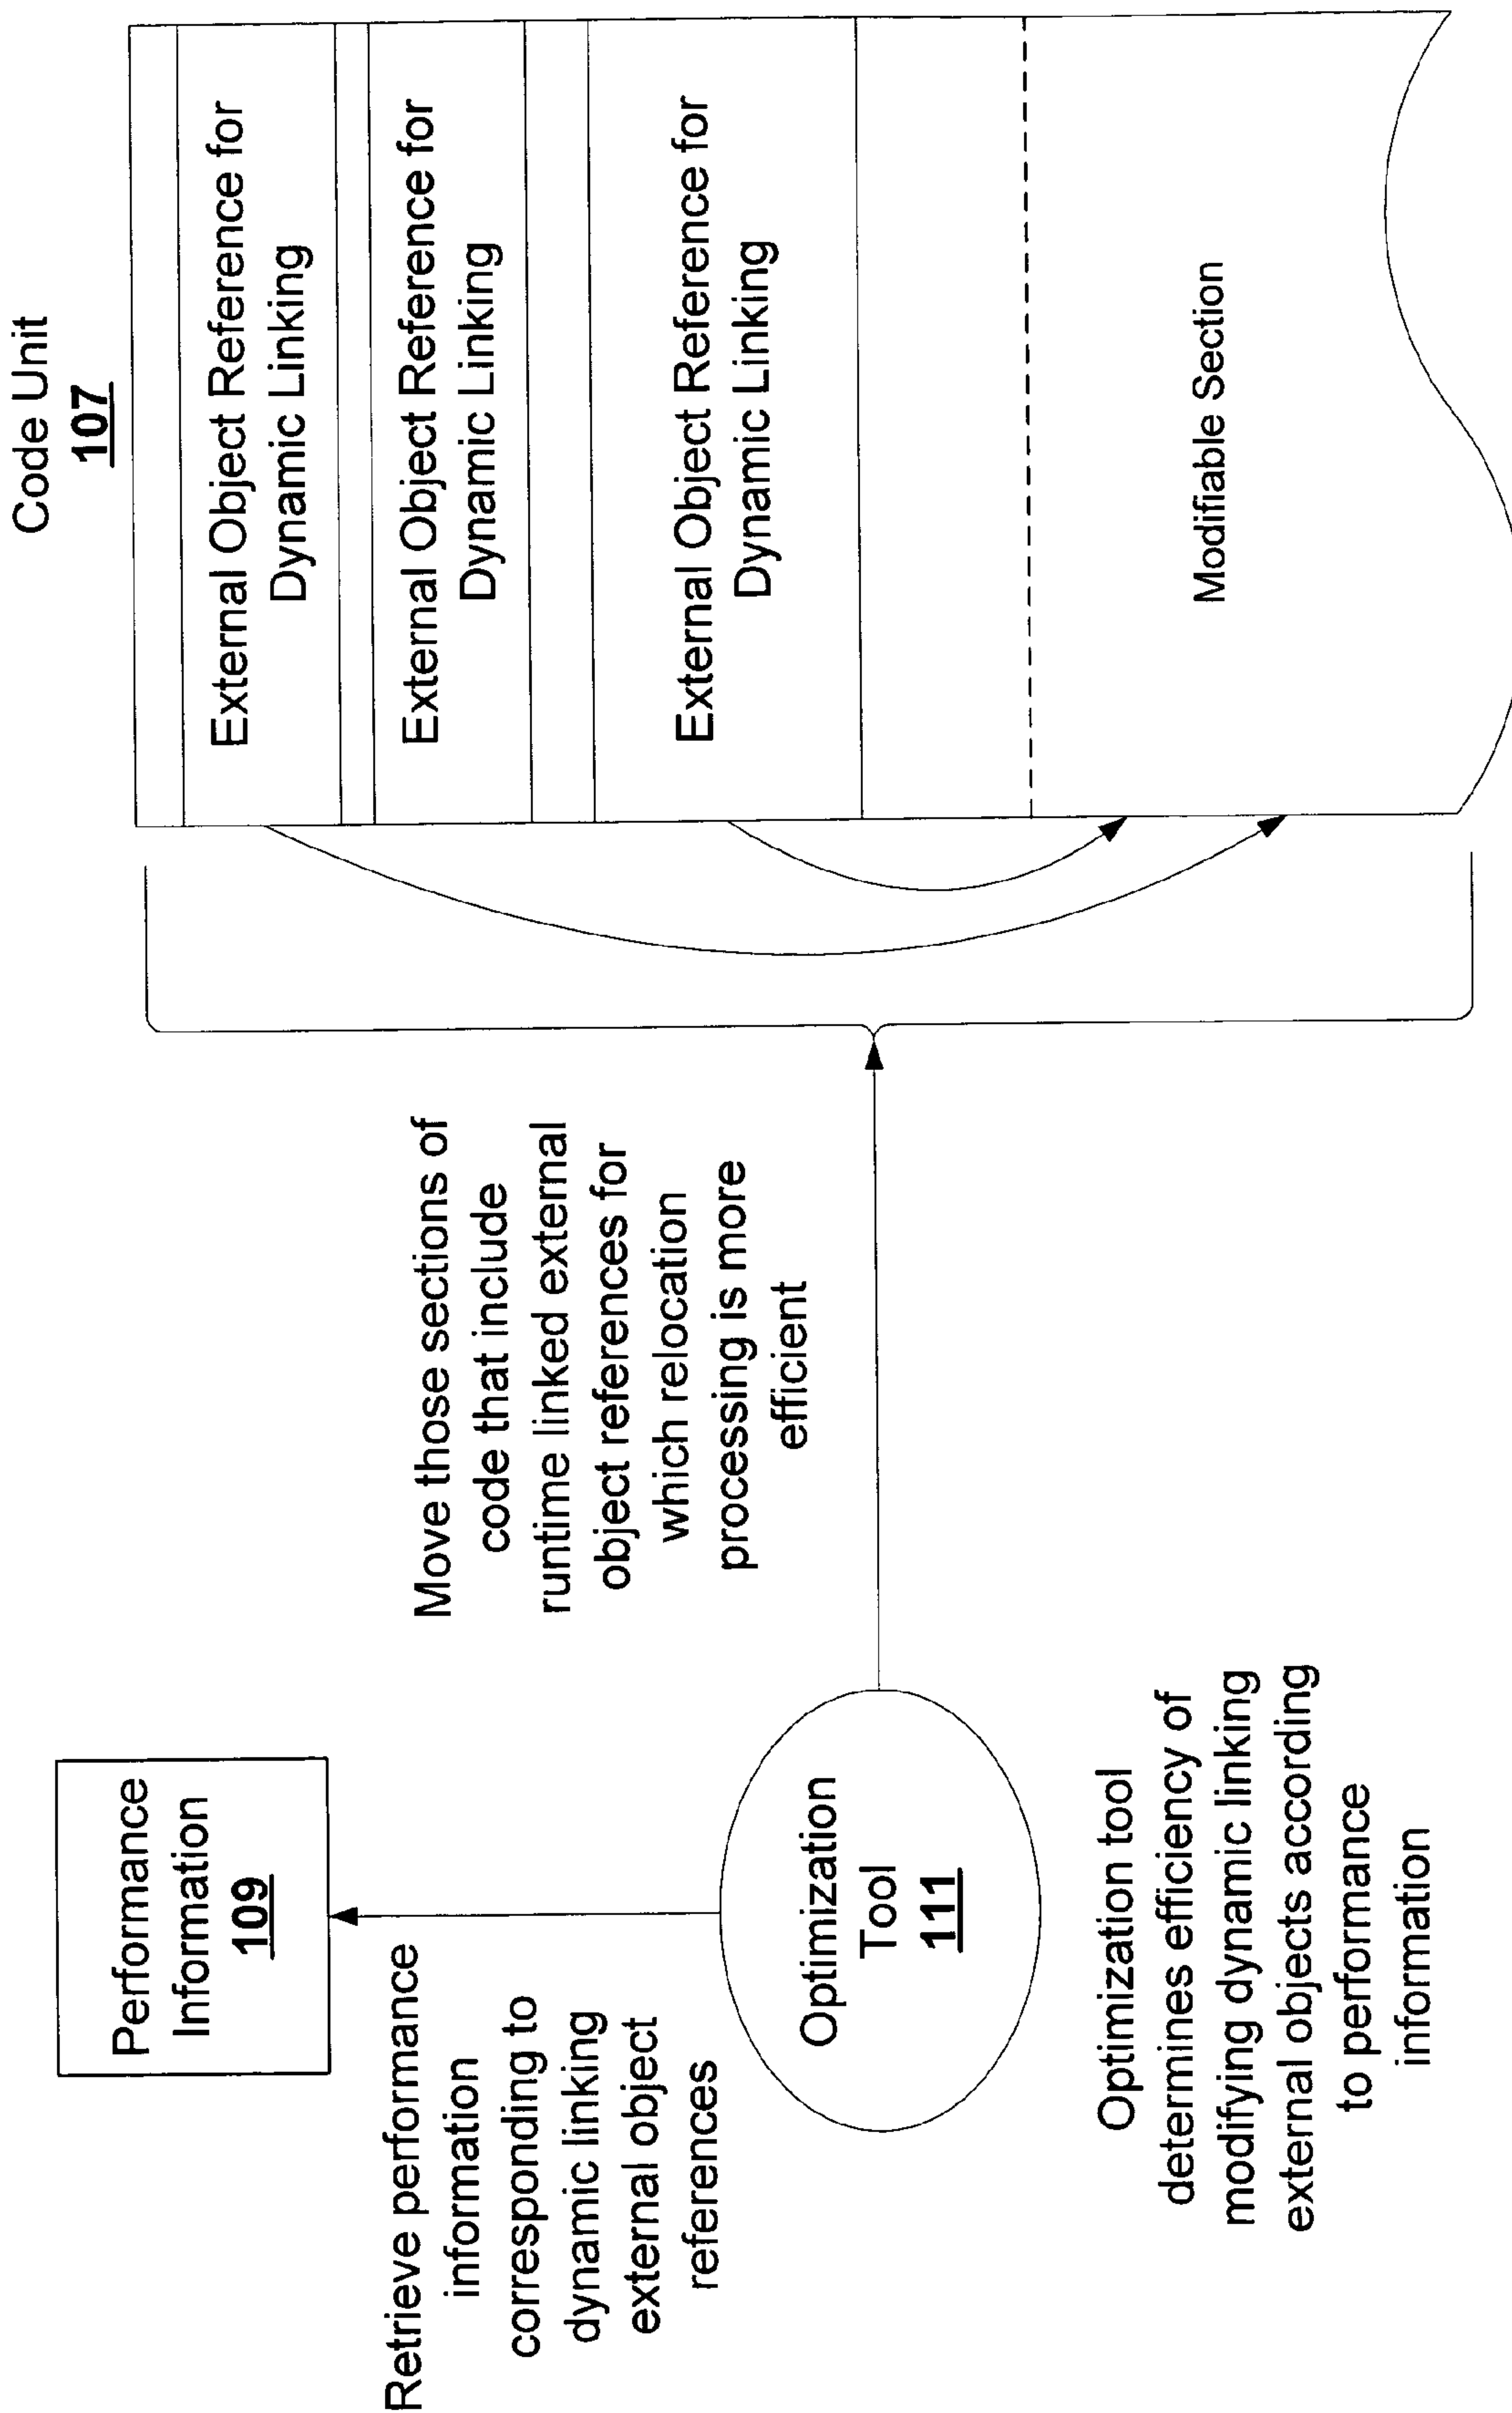 Performance
Information
109
Retrieve performance
information
corresponding to
dynamic linking
external object
references
Optimization
Tool
111
Optimization tool
determines efficiency of
modifying dynamic linking
external objects according
to performance
information
Move those sections of
code that include
runtime linked external
object references for
which relocation
processing is more
efficient
Code Unit
107
External Object Reference for
Dynamic Linking
External Object Reference for
Dynamic Linking
External Object Reference for
Dynamic Linking
Modifiable Section